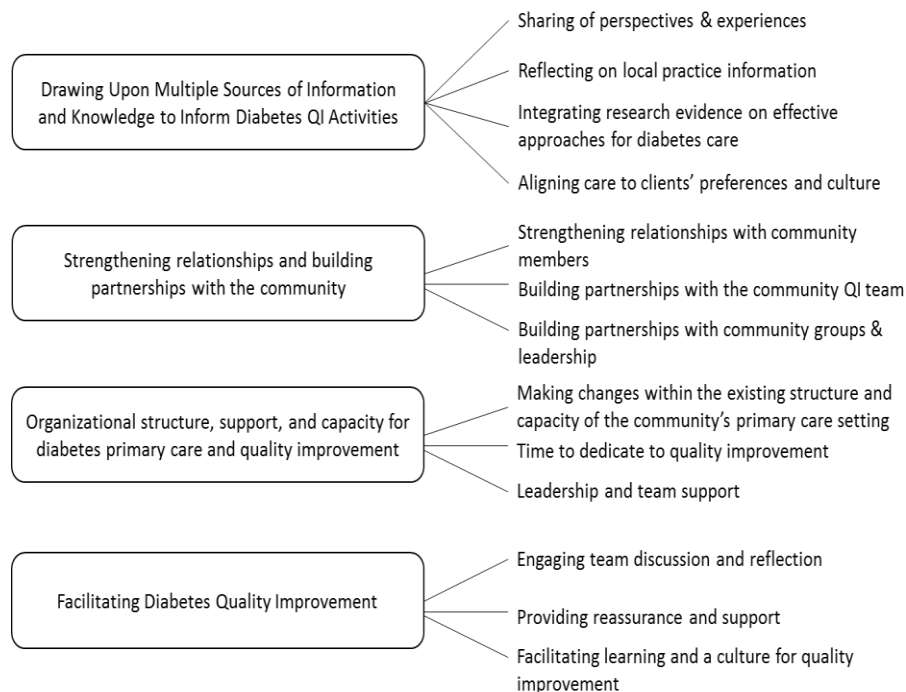 Sharing of perspectives & experiences
Drawing Upon Multiple Sources of Information
and Knowledge to Inform Diabetes QI Activities
Reflecting on local practice information
Integrating research evidence on effective
approaches for diabetes care
Aligning care to clients’ preferences and culture
Strengthening relationships and building
partnerships with the community
Strengthening relationships with community
members
Building partnerships with the community QI team
Building partnerships with community groups &
leadership
Organizational structure, support, and capacity for
diabetes primary care and quality improvement
Making changes within the existing structure and
capacity of the community’s primary care setting
Time to dedicate to quality improvement
Leadership and team support
Facilitating Diabetes Quality Improvement
Engaging team discussion and reflection
Providing reassurance and support
Facilitating learning and a culture for quality
improvement